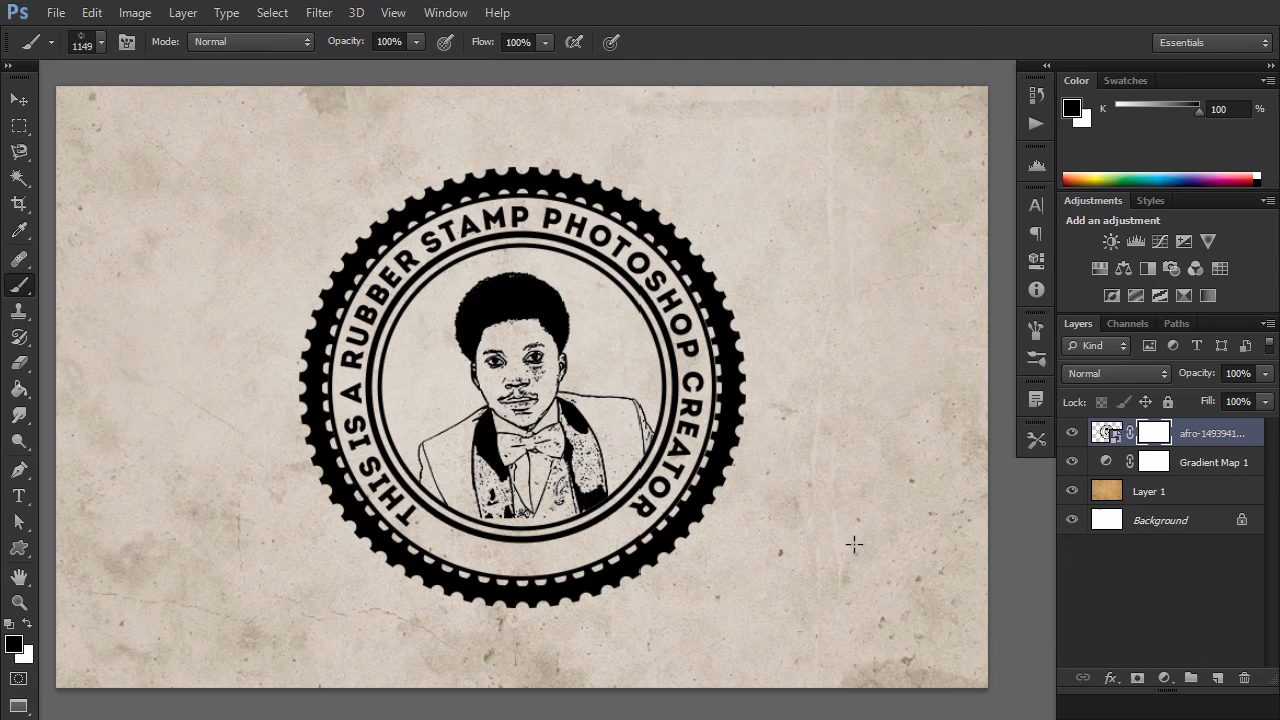 Ps File Edit Image Layer Type Select Filter 3D View Window Help
1149 Mode: Normal Opacity: 100% Flow: 100% Essentials
Color Swatches
K 100 %
Adjustments Styles
Add an adjustment
Layers Channels Paths
Kind
Normal Opacity: 100%
Lock: Fill: 100%
afro-1493941...
Gradient Map 1
Layer 1
Background
THIS IS A RUBBER STAMP PHOTOSHOP CREATOR